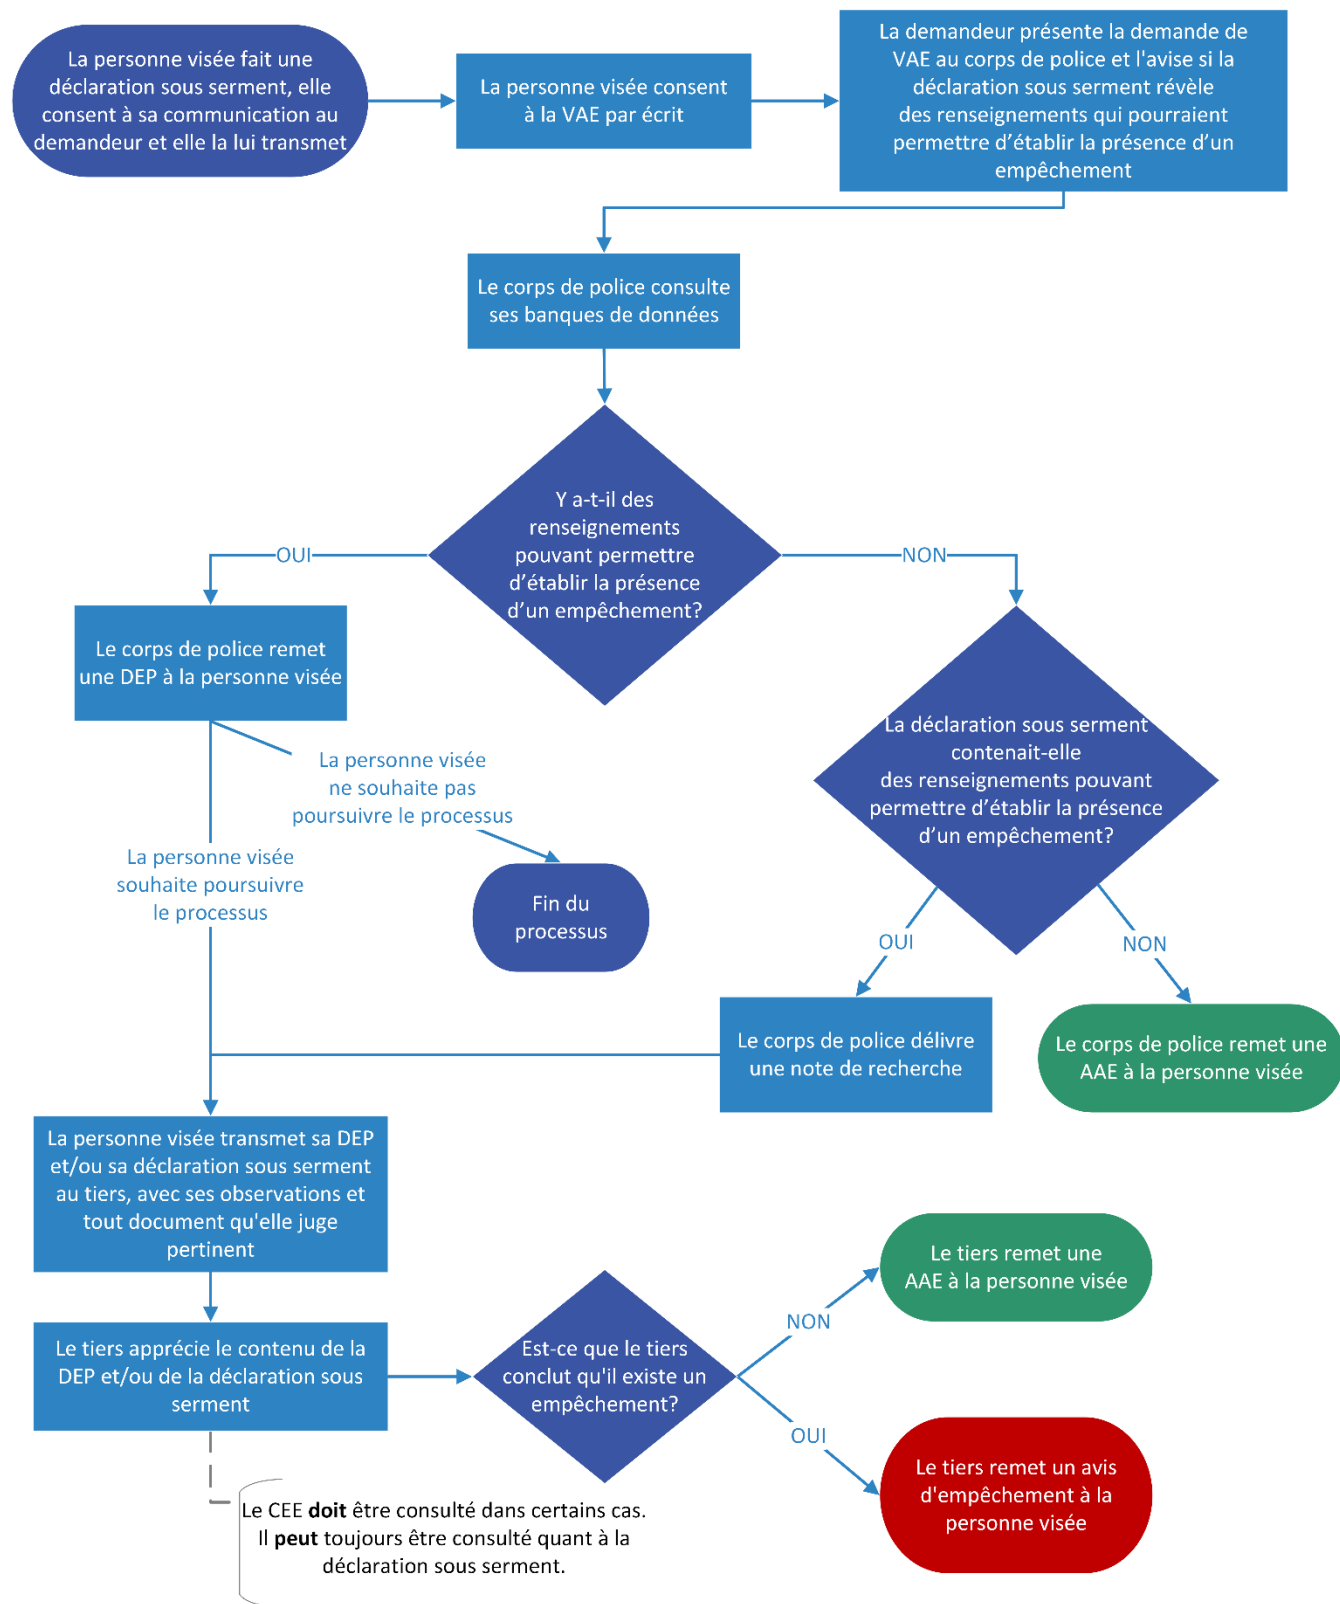 La personne visée fait une
déclaration sous serment, elle
consent à sa communication au
demandeur et elle la lui transmet
La personne visée consent
à la VAE par écrit
La demandeur présente la demande de
VAE au corps de police et l'avise si la
déclaration sous serment révèle
des renseignements qui pourraient
permettre d’établir la présence d’un
empêchement
Le corps de police consulte
ses banques de données
Y a-t-il des
renseignements
pouvant permettre
d’établir la présence
d’un empêchement?
OUI
NON
Le corps de police remet
une DEP à la personne visée
La déclaration sous serment
contenait-elle
des renseignements pouvant
permettre d’établir la présence
d’un empêchement?
La personne visée
ne souhaite pas
poursuivre le processus
La personne visée
souhaite poursuivre
le processus
Fin du
processus
OUI
NON
Le corps de police délivre
une note de recherche
Le corps de police remet une
AAE à la personne visée
La personne visée transmet sa DEP
et/ou sa déclaration sous serment
au tiers, avec ses observations et
tout document qu'elle juge
pertinent
Le tiers apprécie le contenu de la
DEP et/ou de la déclaration sous
serment
Est-ce que le tiers
conclut qu'il existe un
empêchement?
NON
OUI
Le tiers remet une
AAE à la personne visée
Le tiers remet un avis
d'empêchement à la
personne visée
Le CEE doit être consulté dans certains cas.
Il peut toujours être consulté quant à la
déclaration sous serment.